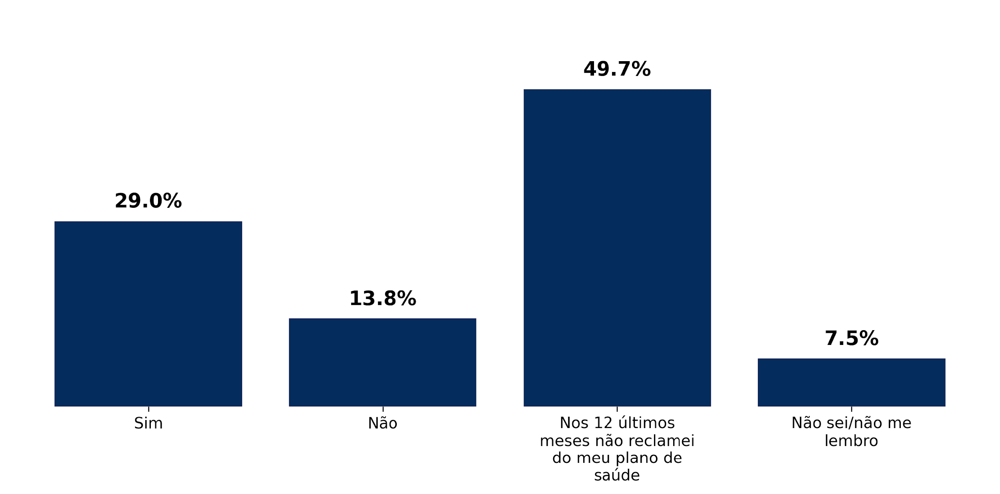 49.7%
29.0%
13.8%
7.5%
Sim
Não
Nos 12 últimos
meses não reclamei
do meu plano de
saúde
Não sei/não me
lembro